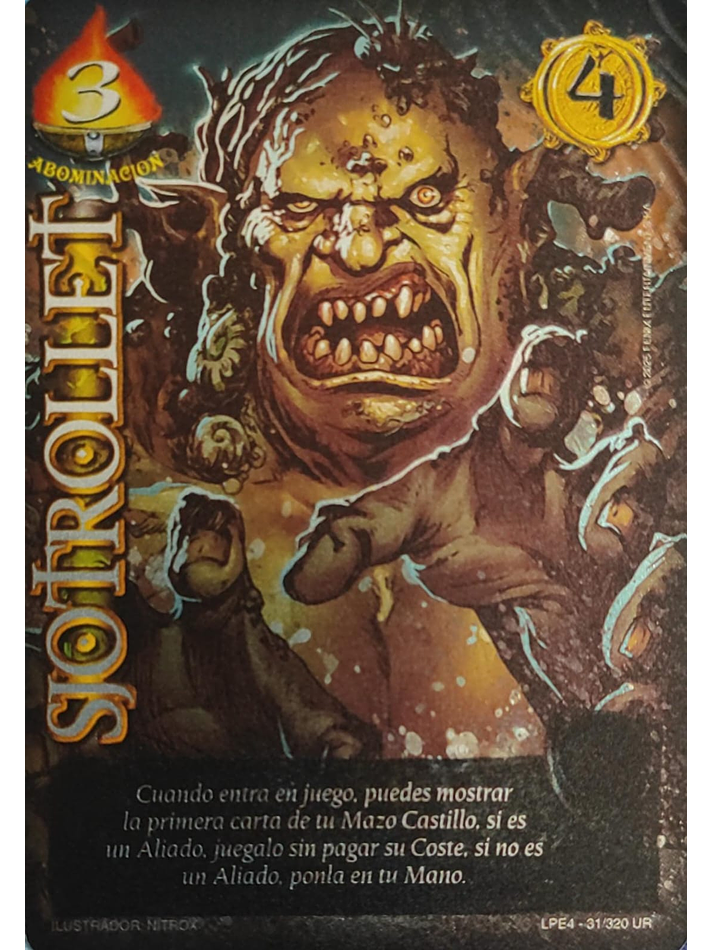 3
4
ABOMINACIÓN
SJOTROLLET
Cuando entra en juego, puedes mostrar
la primera carta de tu Mazo Castillo, si es
un Aliado, juegalo sin pagar su Coste, si no es
un Aliado, ponla en tu Mano.
ILUSTRADOR: NITROX
LPE4 - 31/320 UR